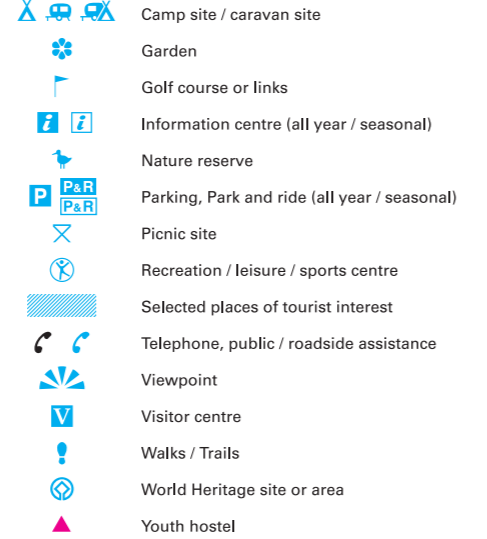 Camp site / caravan site
Garden
Golf course or links
i i Information centre (all year / seasonal)
Nature reserve
P P&R P&R Parking, Park and ride (all year / seasonal)
Picnic site
Recreation / leisure / sports centre
Selected places of tourist interest
Telephone, public / roadside assistance
Viewpoint
V Visitor centre
Walks / Trails
World Heritage site or area
Youth hostel